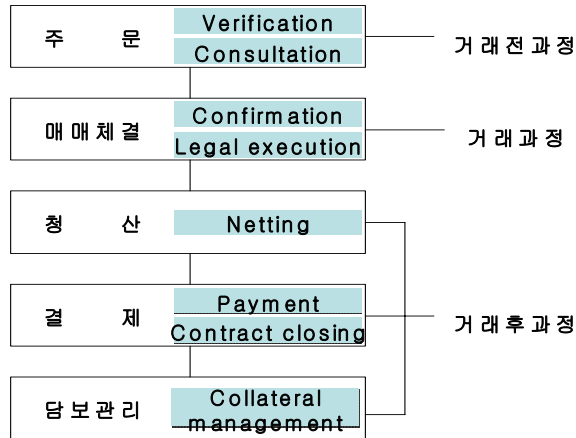 주 문
Verification
Consultation
거래전과정
매매체결
Confirmation
Legal execution
거래과정
청 산
Netting
결 제
Payment
Contract closing
거래후과정
담보관리
Collateral
management